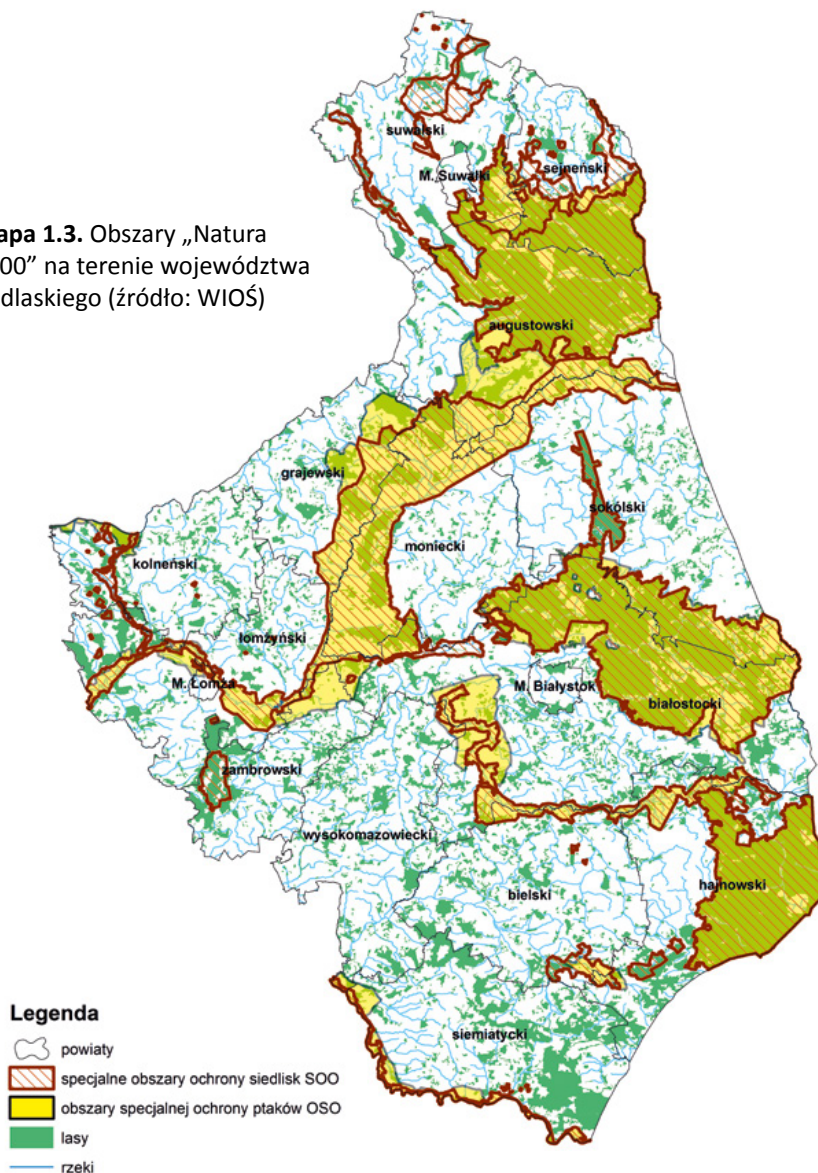 suwalski
M. Suwałki
sejneński
apa 1.3. Obszary „Natura
00” na terenie województwa
dlaskiego (źródło: WIOŚ)
augustowski
grajewski
sokólski
moniecki
kolneński
łomżyński
M. Łomża
M. Białystok
białostocki
zambrowski
wysokomazowiecki
bielski
hajnowski
siemiatycki
Legenda
powiaty
specjalne obszary ochrony siedlisk SOO
obszary specjalnej ochrony ptaków OSO
lasy
rzeki